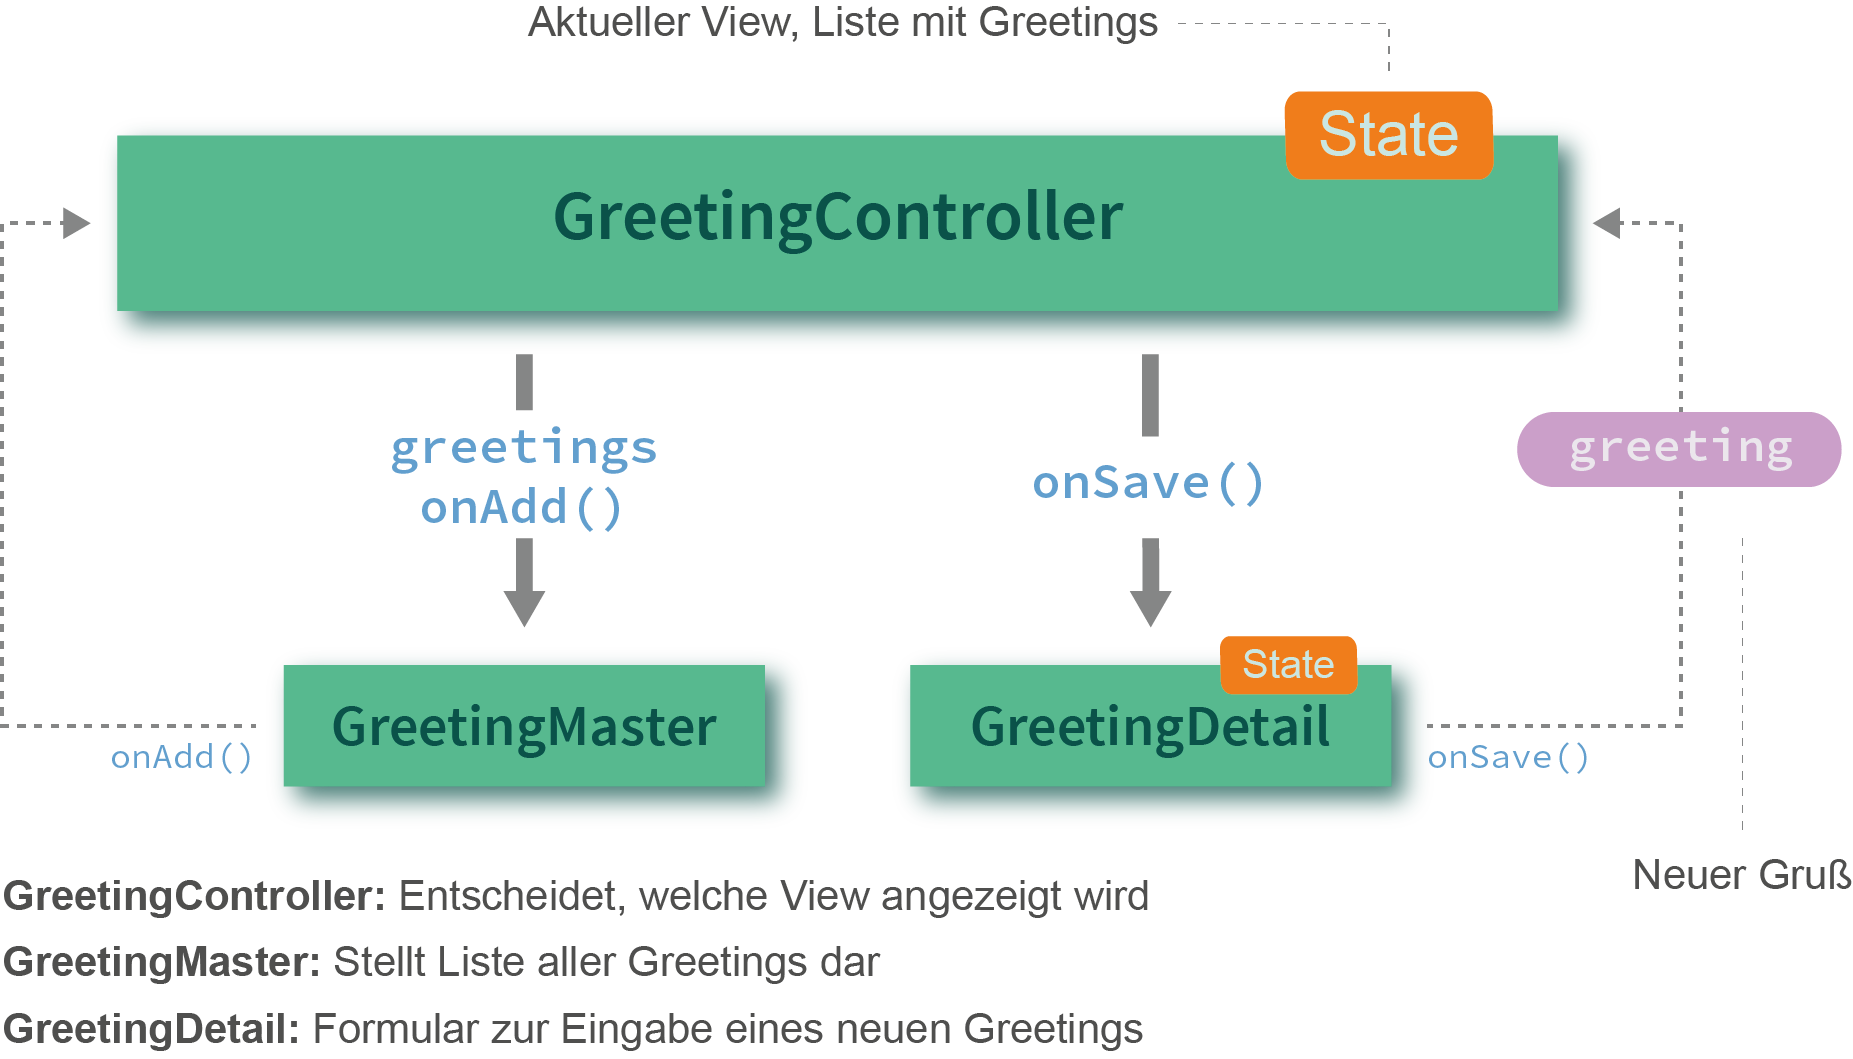 Aktueller View, Liste mit Greetings
State
GreetingController
greetings
onAdd()
onSave()
greeting
State
GreetingMaster
GreetingDetail
onAdd()
onSave()
Neuer Gruß
GreetingController: Entscheidet, welche View angezeigt wird
GreetingMaster: Stellt Liste aller Greetings dar
GreetingDetail: Formular zur Eingabe eines neuen Greetings